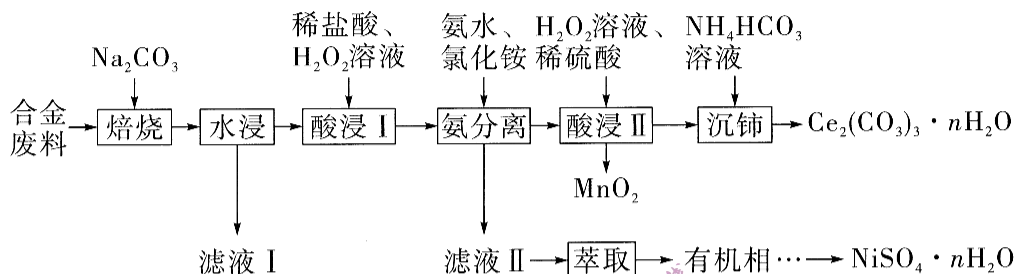 稀盐酸、 氨水、 H₂O₂溶液、 NH₄HCO₃
Na₂CO₃ H₂O₂溶液 氯化铵 稀硫酸 溶液
合金废料 焙烧 水浸 酸浸Ⅰ 氨分离 酸浸Ⅱ 沉铈 Ce₂(CO₃)₃·nH₂O
MnO₂
滤液Ⅰ 滤液Ⅱ 萃取 有机相 ⋯ NiSO₄·nH₂O